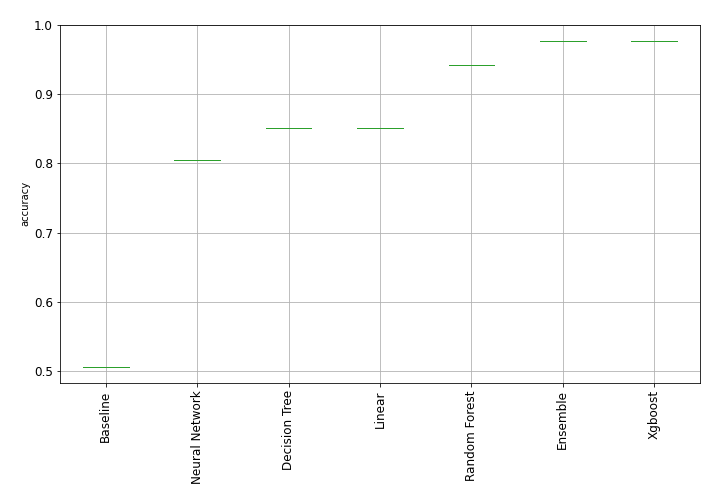 1.0
0.9
0.8
0.7
0.6
0.5
accuracy
Baseline
Neural Network
Decision Tree
Linear
Random Forest
Ensemble
Xgboost